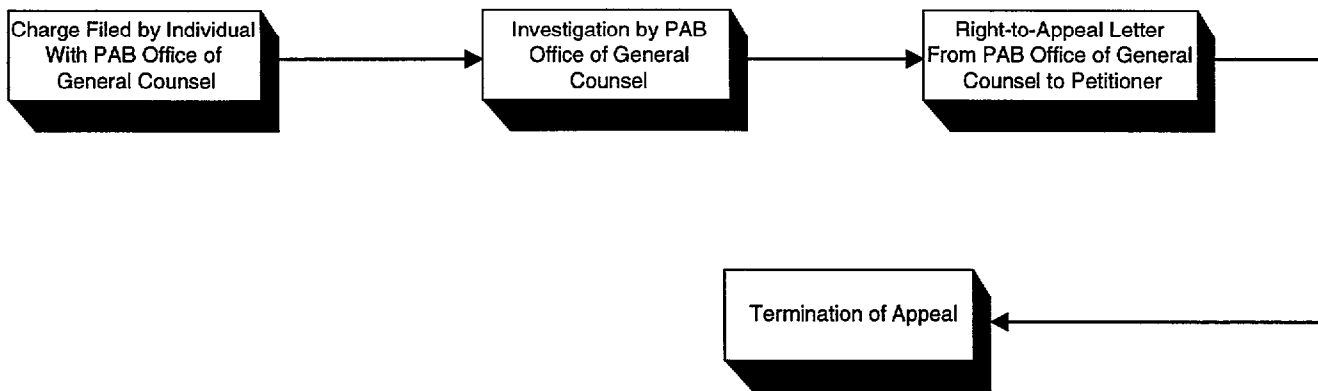 Charge Filed by Individual
With PAB Office of
General Counsel
Investigation by PAB
Office of General
Counsel
Right-to-Appeal Letter
From PAB Office of General
Counsel to Petitioner
Termination of Appeal